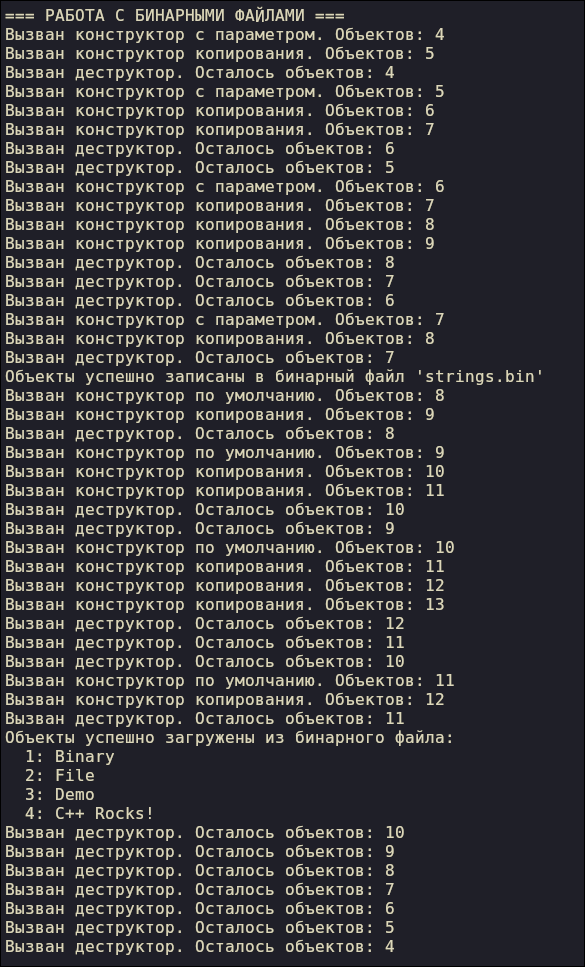 === РАБОТА С БИНАРНЫМИ ФАЙЛАМИ ===
Вызван конструктор с параметром. Объектов: 4
Вызван конструктор копирования. Объектов: 5
Вызван деструктор. Осталось объектов: 4
Вызван конструктор с параметром. Объектов: 5
Вызван конструктор копирования. Объектов: 6
Вызван конструктор копирования. Объектов: 7
Вызван деструктор. Осталось объектов: 6
Вызван деструктор. Осталось объектов: 5
Вызван конструктор с параметром. Объектов: 6
Вызван конструктор копирования. Объектов: 7
Вызван конструктор копирования. Объектов: 8
Вызван конструктор копирования. Объектов: 9
Вызван деструктор. Осталось объектов: 8
Вызван деструктор. Осталось объектов: 7
Вызван деструктор. Осталось объектов: 6
Вызван конструктор с параметром. Объектов: 7
Вызван конструктор копирования. Объектов: 8
Вызван деструктор. Осталось объектов: 7
Объекты успешно записаны в бинарный файл 'strings.bin'
Вызван конструктор по умолчанию. Объектов: 8
Вызван конструктор копирования. Объектов: 9
Вызван деструктор. Осталось объектов: 8
Вызван конструктор по умолчанию. Объектов: 9
Вызван конструктор копирования. Объектов: 10
Вызван конструктор копирования. Объектов: 11
Вызван деструктор. Осталось объектов: 10
Вызван деструктор. Осталось объектов: 9
Вызван конструктор по умолчанию. Объектов: 10
Вызван конструктор копирования. Объектов: 11
Вызван конструктор копирования. Объектов: 12
Вызван конструктор копирования. Объектов: 13
Вызван деструктор. Осталось объектов: 12
Вызван деструктор. Осталось объектов: 11
Вызван деструктор. Осталось объектов: 10
Вызван конструктор по умолчанию. Объектов: 11
Вызван конструктор копирования. Объектов: 12
Вызван деструктор. Осталось объектов: 11
Объекты успешно загружены из бинарного файла:
  1: Binary
  2: File
  3: Demo
  4: C++ Rocks!
Вызван деструктор. Осталось объектов: 10
Вызван деструктор. Осталось объектов: 9
Вызван деструктор. Осталось объектов: 8
Вызван деструктор. Осталось объектов: 7
Вызван деструктор. Осталось объектов: 6
Вызван деструктор. Осталось объектов: 5
Вызван деструктор. Осталось объектов: 4